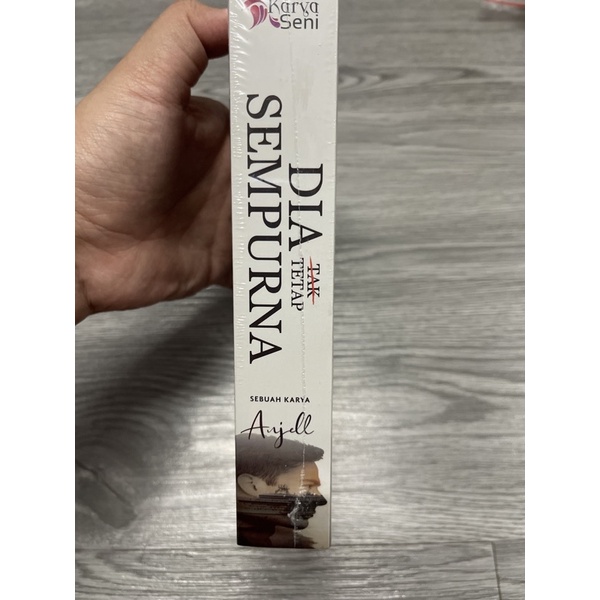 Karya
Seni
DIA
TAK
TETAP
SEMPURNA
SEBUAH KARYA
Anjell